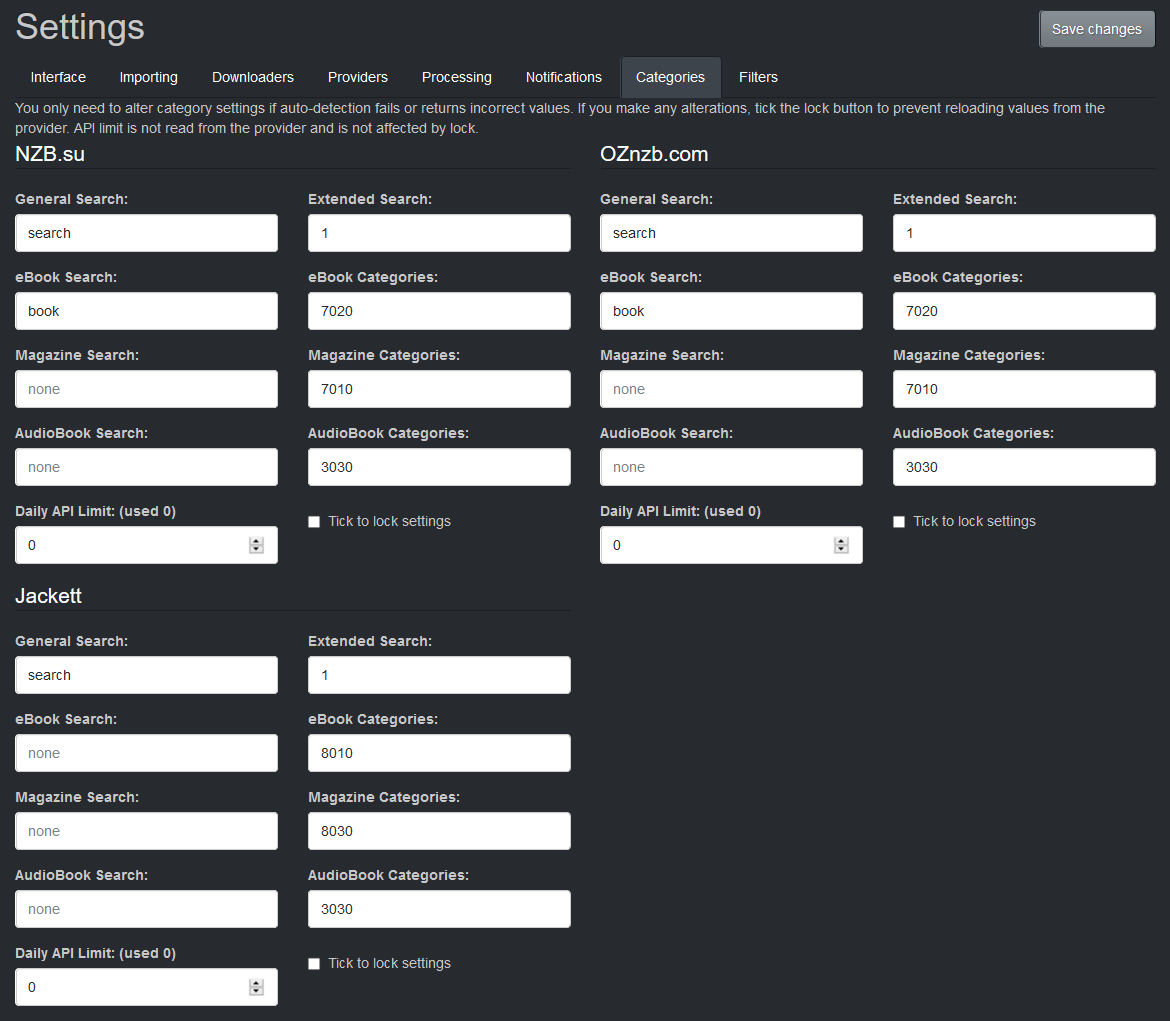 Settings
Save changes
Interface Importing Downloaders Providers Processing Notifications Categories Filters
You only need to alter category settings if auto-detection fails or returns incorrect values. If you make any alterations, tick the lock button to prevent reloading values from the
provider. API limit is not read from the provider and is not affected by lock.
NZB.su
General Search: Extended Search:
search 1
eBook Search: eBook Categories:
book 7020
Magazine Search: Magazine Categories:
none 7010
AudioBook Search: AudioBook Categories:
none 3030
Daily API Limit: (used 0)
Tick to lock settings
0
OZnzb.com
General Search: Extended Search:
search 1
eBook Search: eBook Categories:
book 7020
Magazine Search: Magazine Categories:
none 7010
AudioBook Search: AudioBook Categories:
none 3030
Daily API Limit: (used 0)
Tick to lock settings
0
Jackett
General Search: Extended Search:
search 1
eBook Search: eBook Categories:
none 8010
Magazine Search: Magazine Categories:
none 8030
AudioBook Search: AudioBook Categories:
none 3030
Daily API Limit: (used 0)
Tick to lock settings
0